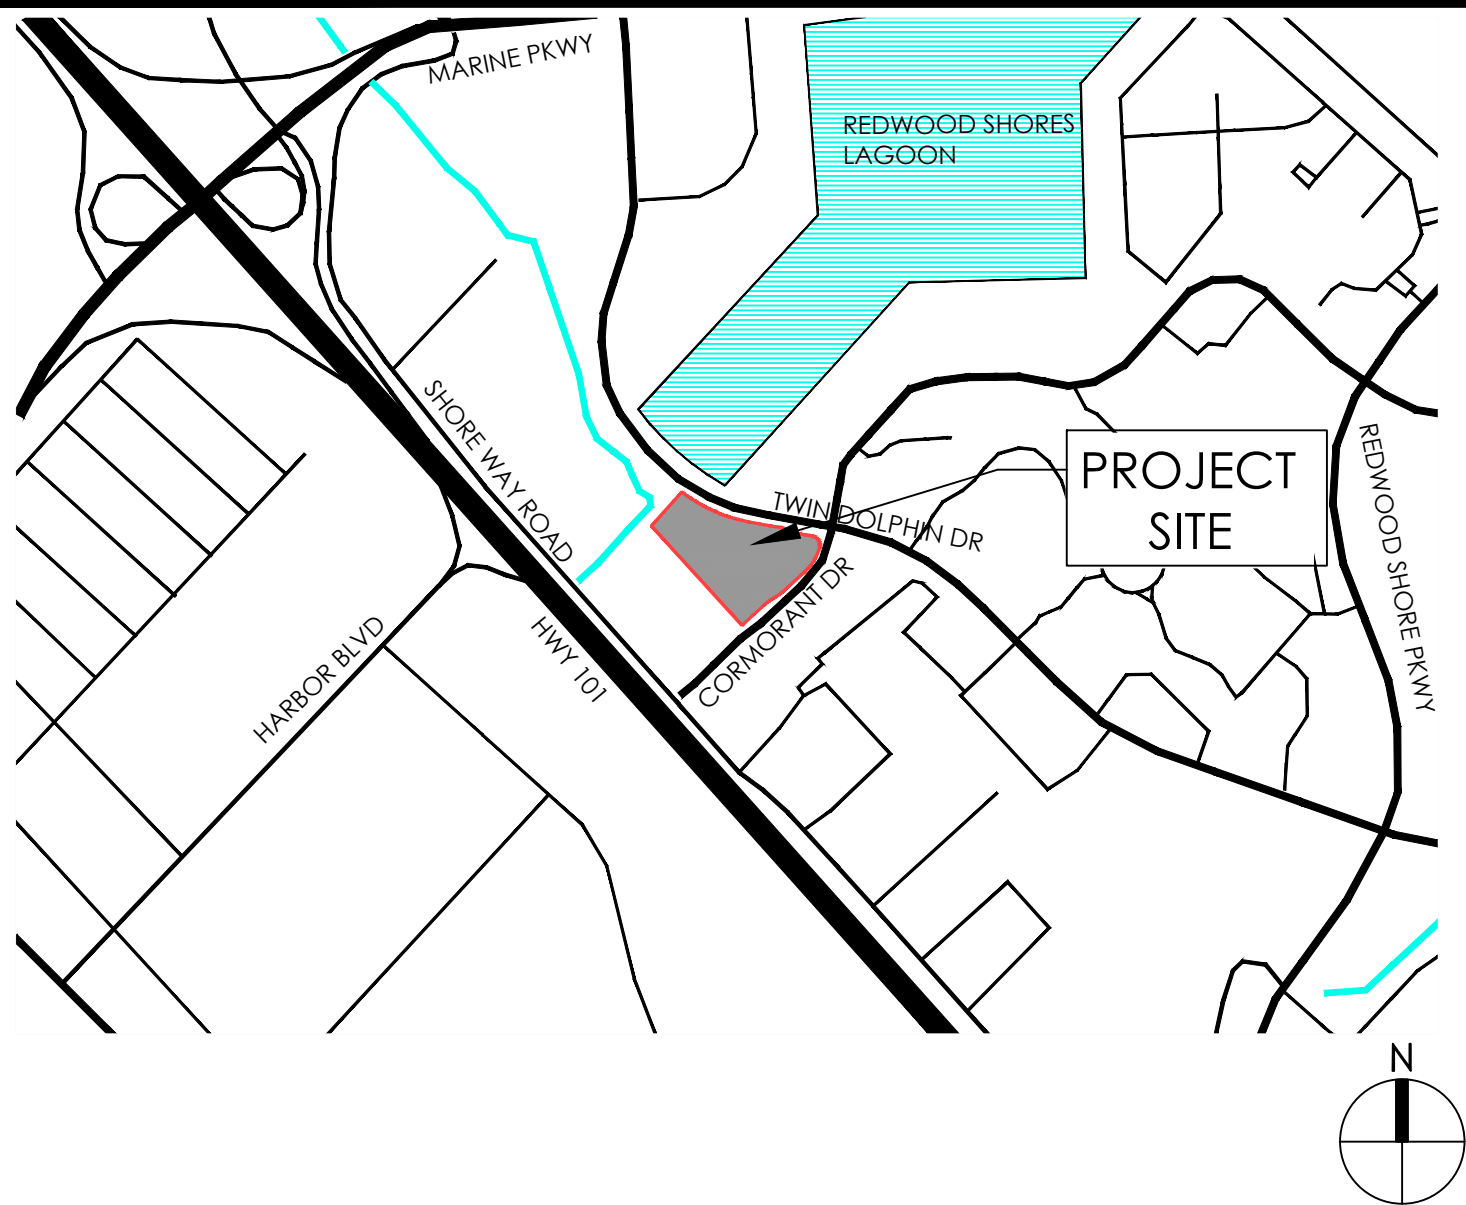 MARINE PKWY
REDWOOD SHORES
LAGOON
SHORE WAY ROAD
PROJECT
SITE
TWIN DOLPHIN DR
REDWOOD SHORE PKWY
CORMORANT DR
HARBOR BLVD
HWY 101
N